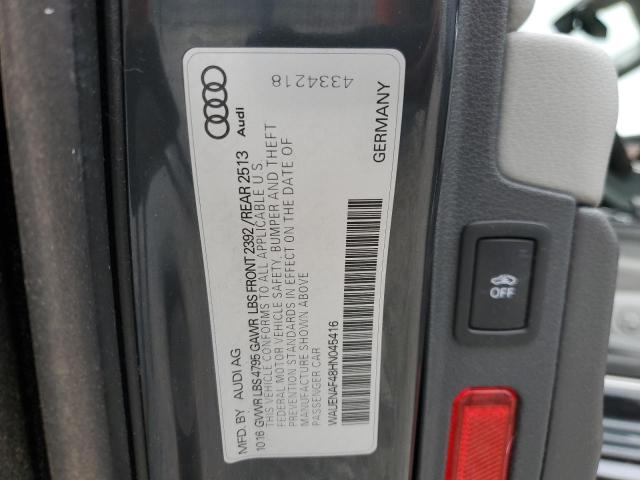 MFD. BY AUDI AG
1016 GVWR LBS 4795 GAWR LBS FRONT 2392 / REAR 2513
THIS VEHICLE CONFORMS TO ALL APPLICABLE U S
FEDERAL MOTOR VEHICLE SAFETY, BUMPER AND THEFT
PREVENTION STANDARDS IN EFFECT ON THE DATE OF
MANUFACTURE SHOWN ABOVE
PASSENGER CAR
WAUENAF48HN045416
Audi
4334218
GERMANY
OFF